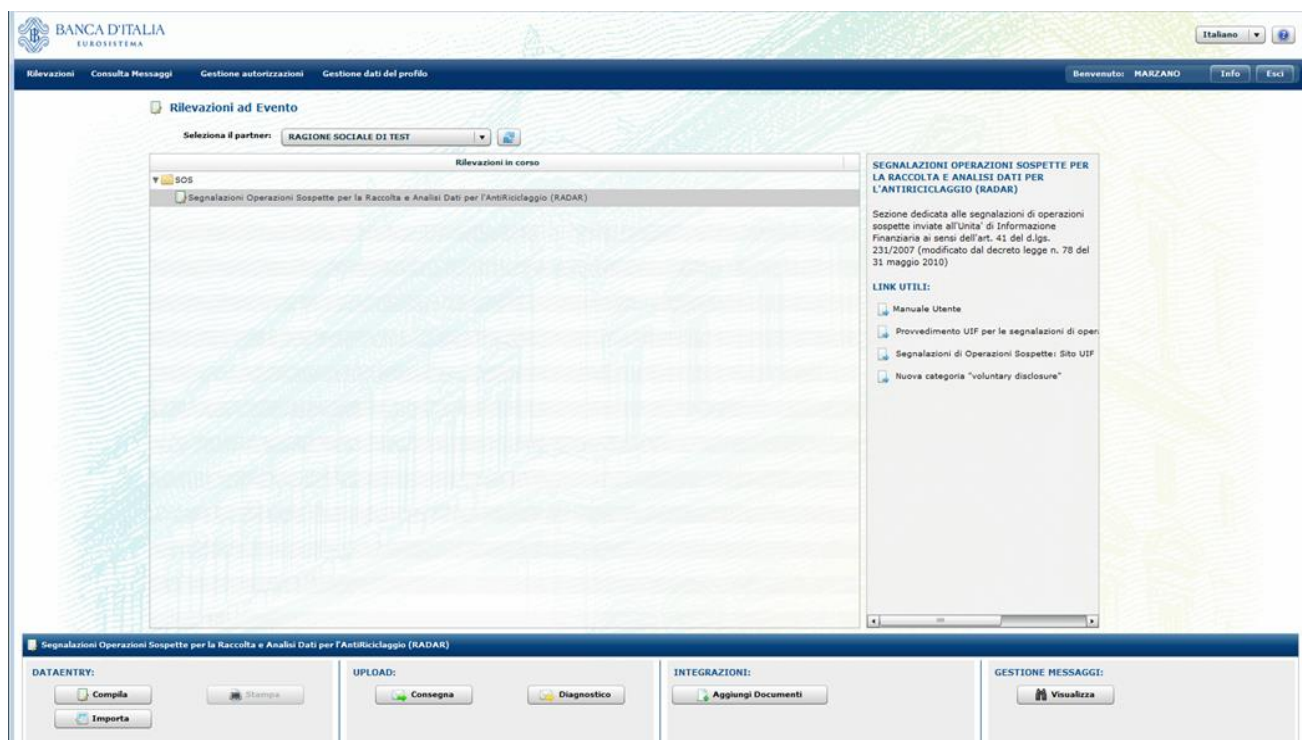 BANCA D'ITALIA
EUROSISTEMA
Italiano
Rilevazioni Consulta Messaggi Gestione autorizzazioni Gestione dati del profilo Benvenuto: MARZANO Info Esci
Rilevazioni ad Evento
Seleziona il partner: RAGIONE SOCIALE DI TEST
Rilevazioni in corso
SOS
Segnalazioni Operazioni Sospette per la Raccolta e Analisi Dati per l'AntiRiciclaggio (RADAR)
SEGNALAZIONI OPERAZIONI SOSPETTE PER
LA RACCOLTA E ANALISI DATI PER
L'ANTIRICICLAGGIO (RADAR)
Sezione dedicata alle segnalazioni di operazioni
sospette inviate all'Unita' di Informazione
Finanziaria ai sensi dell'art. 41 del d.lgs.
231/2007 (modificato dal decreto legge n. 78 del
31 maggio 2010)
LINK UTILI:
Manuale Utente
Provvedimento UIF per le segnalazioni di oper
Segnalazioni di Operazioni Sospette: Sito UIF
Nuova categoria "voluntary disclosure"
Segnalazioni Operazioni Sospette per la Raccolta e Analisi Dati per l'AntiRiciclaggio (RADAR)
DATAENTRY: UPLOAD: INTEGRAZIONI: GESTIONE MESSAGGI:
Compila Stampa Consegna Diagnostico Aggiungi Documenti Visualizza
Importa